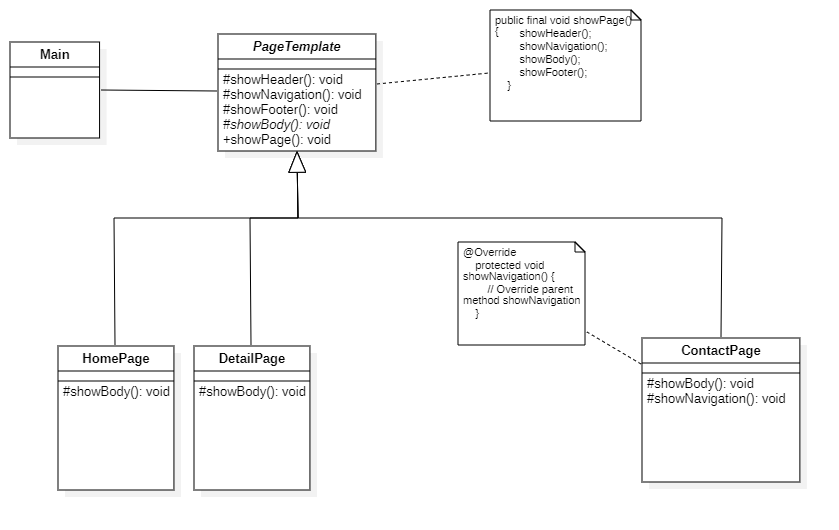 Main
PageTemplate
#showHeader(): void
#showNavigation(): void
#showFooter(): void
#showBody(): void
+showPage(): void
public final void showPage()
{ showHeader();
showNavigation();
showBody();
showFooter();
}
@Override
protected void
showNavigation() {
// Override parent
method showNavigation
}
HomePage
#showBody(): void
DetailPage
#showBody(): void
ContactPage
#showBody(): void
#showNavigation(): void